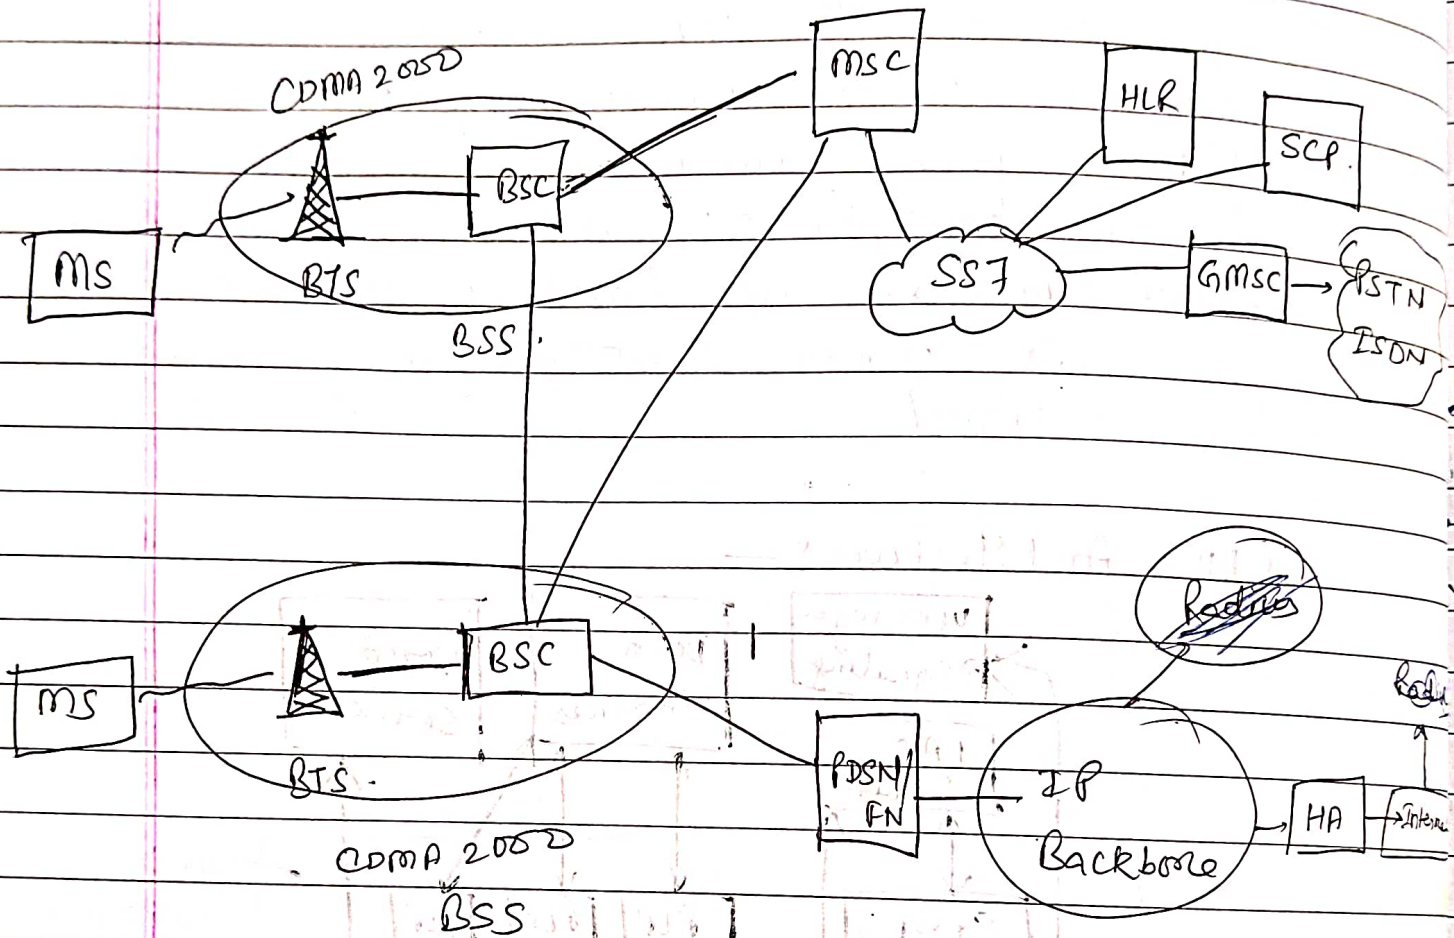 CDMA 2000
MSC
HLR
SCP.
BSC
MS
BTS
SS7
GMSC
PSTN
ISDN
BSS
BSC
MS
BTS.
PDSN/
FN
IP
Backbone
HA
CDMA 2000
BSS